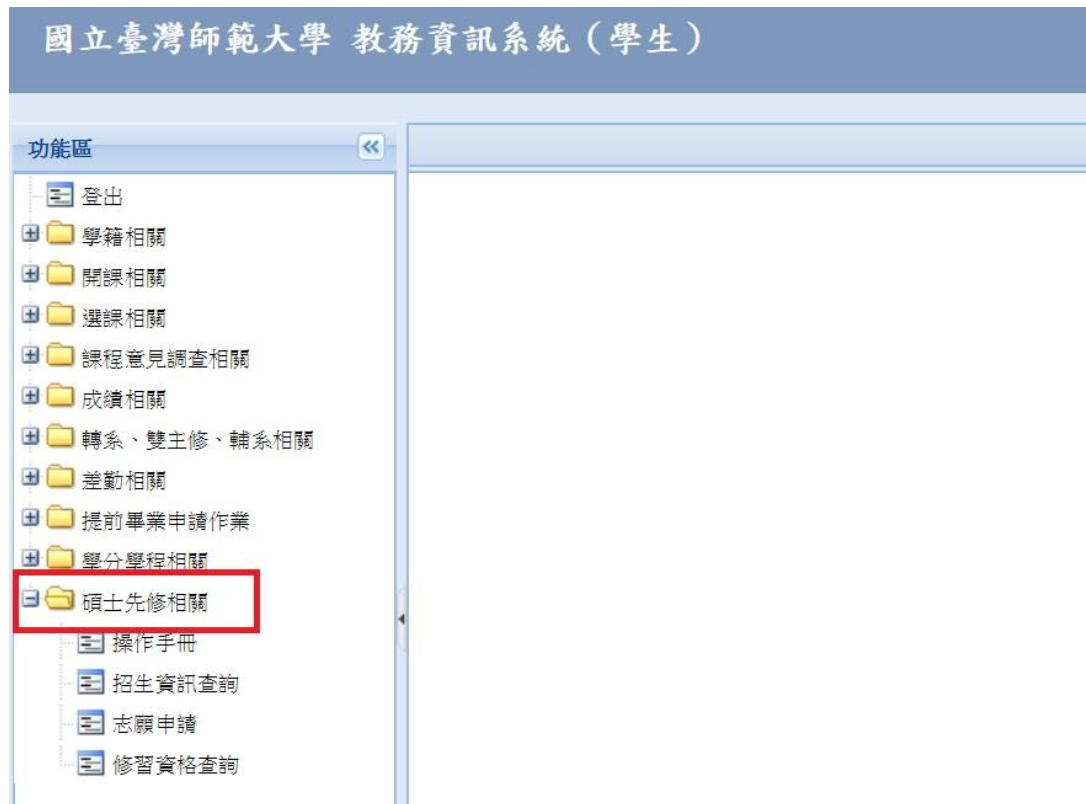 國立臺灣師範大學 教務資訊系統（學生）
功能區
登出
學籍相關
開課相關
選課相關
課程意見調查相關
成績相關
轉系、雙主修、輔系相關
差勤相關
提前畢業申請作業
學分學程相關
碩士先修相關
操作手冊
招生資訊查詢
志願申請
修習資格查詢